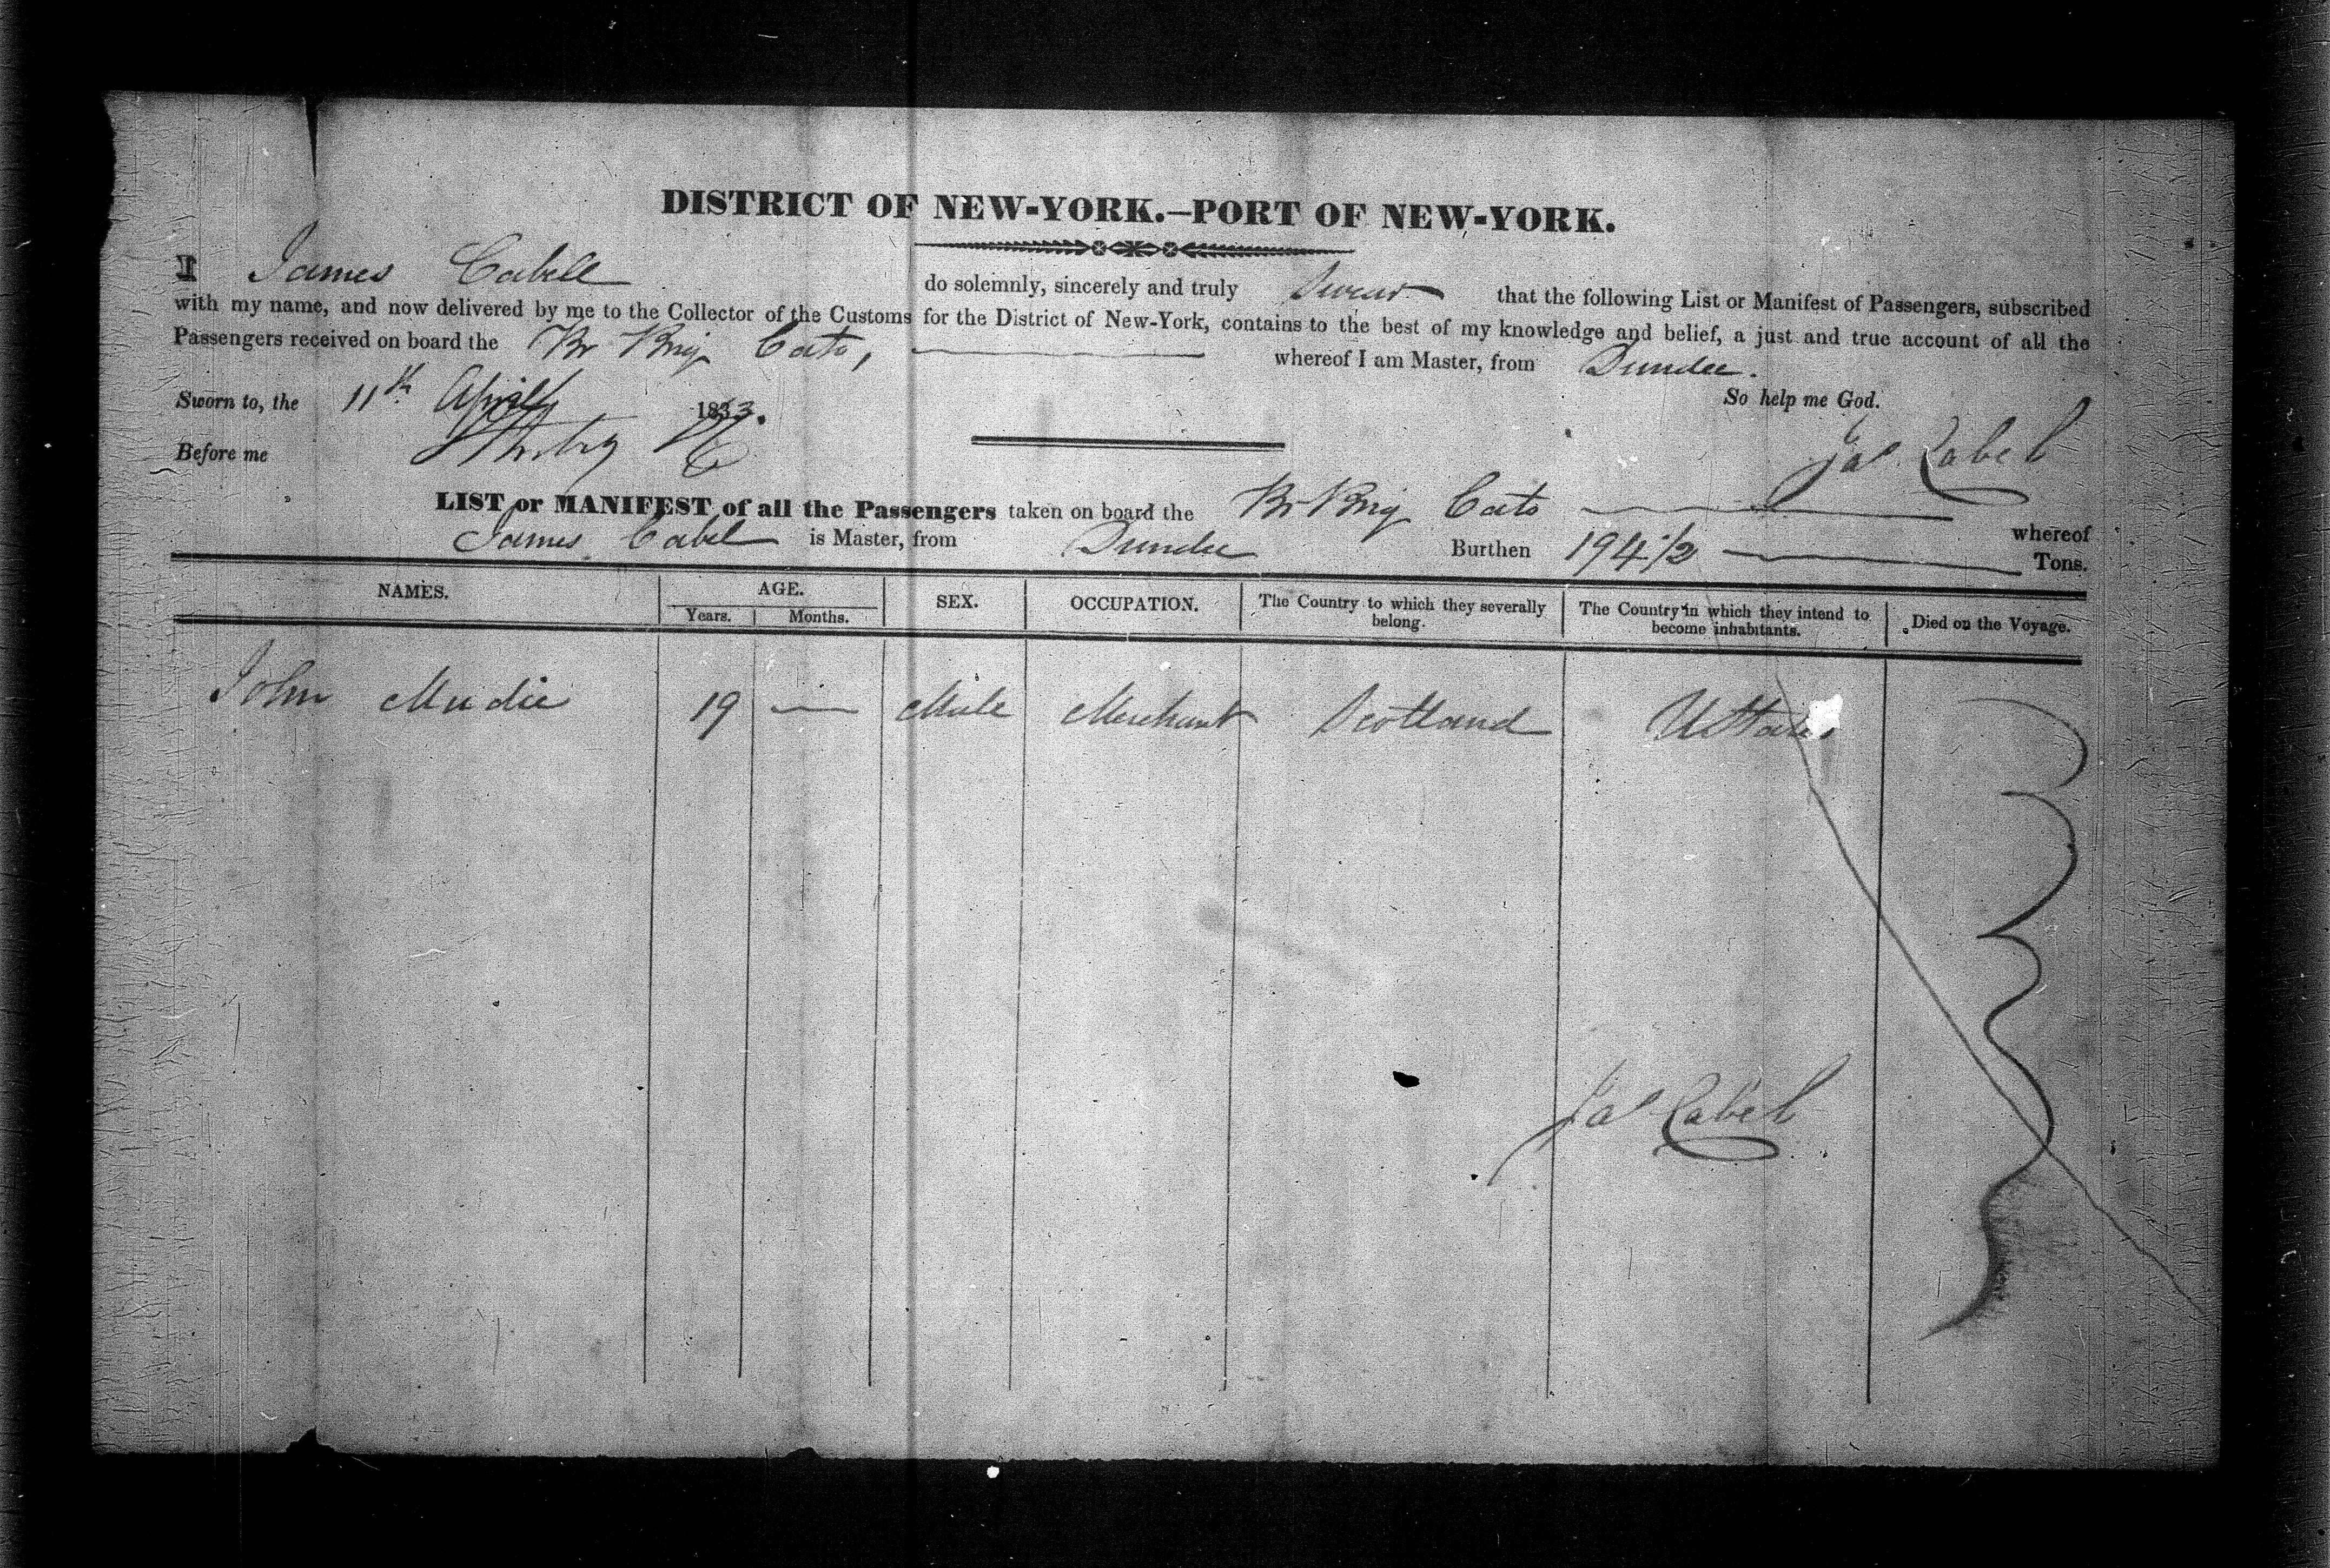 DISTRICT OF NEW-YORK.—PORT OF NEW-YORK.
I James Cabell do solemnly, sincerely and truly Swear that the following List or Manifest of Passengers, subscribed
with my name, and now delivered by me to the Collector of the Customs for the District of New-York, contains to the best of my knowledge and belief, a just and true account of all the
Passengers received on board the Br Brig Cato, whereof I am Master, from Dundee.
So help me God.
Sworn to, the 11th April 1833.
Before me
Jas Cabel
LIST or MANIFEST of all the Passengers taken on board the Br Brig Cato whereof
James Cabel is Master, from Dundee Burthen 194 1/2 Tons.
NAMES. AGE. SEX. OCCUPATION. The Country to which they severally belong. The Country in which they intend to become inhabitants. Died on the Voyage.
Years. Months.
John Mudie 19 — Male Merchant Scotland UStates
Jas Cabel